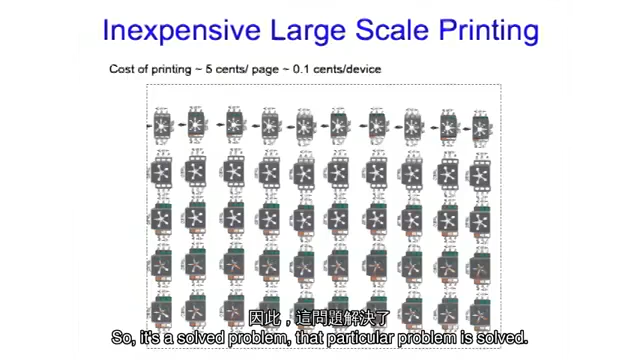 Inexpensive Large Scale Printing
Cost of printing ~ 5 cents/ page ~ 0.1 cents/device
因此，這問題解決了
So, it's a solved problem, that particular problem is solved.